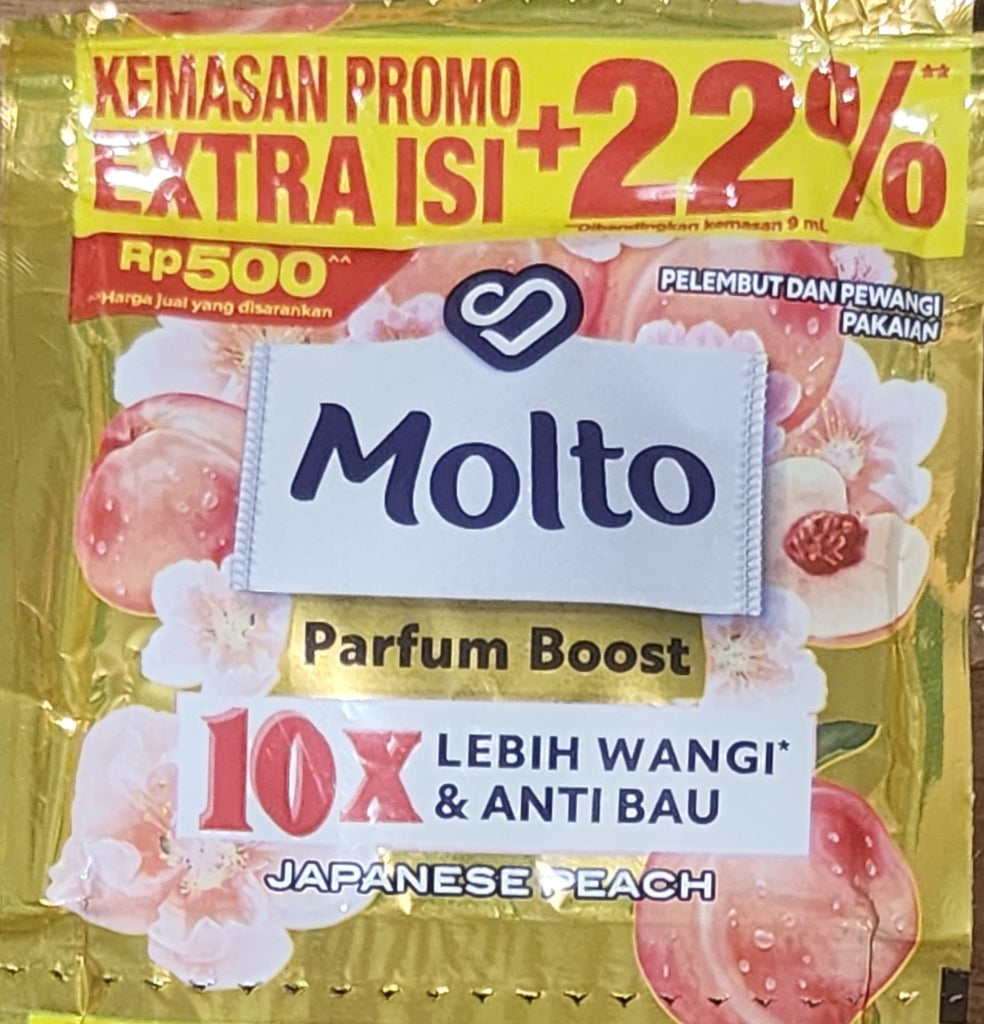 KEMASAN PROMO
EXTRA ISI +22%**
Dibandingkan kemasan 9 mL
Rp500^^
^^Harga jual yang disarankan
PELEMBUT DAN PEWANGI
PAKAIAN
Molto
Parfum Boost
10X LEBIH WANGI*
& ANTI BAU
JAPANESE PEACH